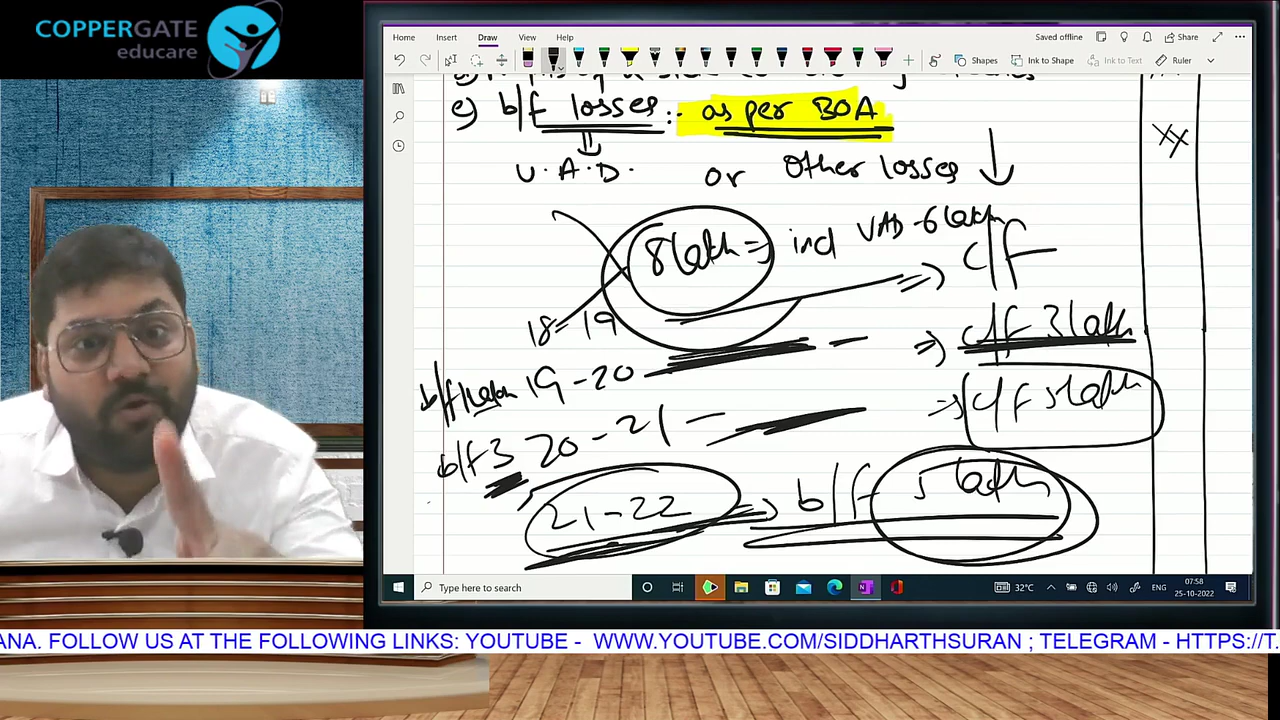 COPPERGATE
educare
Home Insert Draw View Help
Saved offline
Share
Shapes
Ink to Shape
Ink to Text
Ruler
e) b/f losses :- as per BOA
U.A.D. or Other losses
8 lakh => incl UAD - 6 lakh
c/f
18 = 19
=> c/f 3 lakh
b/f 19 - 20
=> c/f 5 lakh
b/f 3 20 - 21
21 - 22 => b/f 5 lakh
XX
Type here to search
32°C
ENG
07:58
25-10-2022
ANA. FOLLOW US AT THE FOLLOWING LINKS: YOUTUBE - WWW.YOUTUBE.COM/SIDDHARTHSURAN ; TELEGRAM - HTTPS://T.